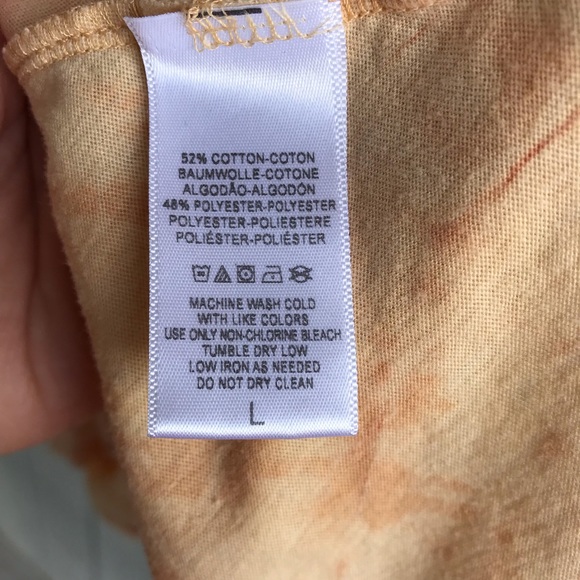 52% COTTON-COTON
BAUMWOLLE-COTONE
ALGODÃO-ALGODÓN
48% POLYESTER-POLYESTER
POLYESTER-POLIESTERE
POLIÉSTER-POLIÉSTER
MACHINE WASH COLD
WITH LIKE COLORS
USE ONLY NON-CHLORINE BLEACH
TUMBLE DRY LOW
LOW IRON AS NEEDED
DO NOT DRY CLEAN
L